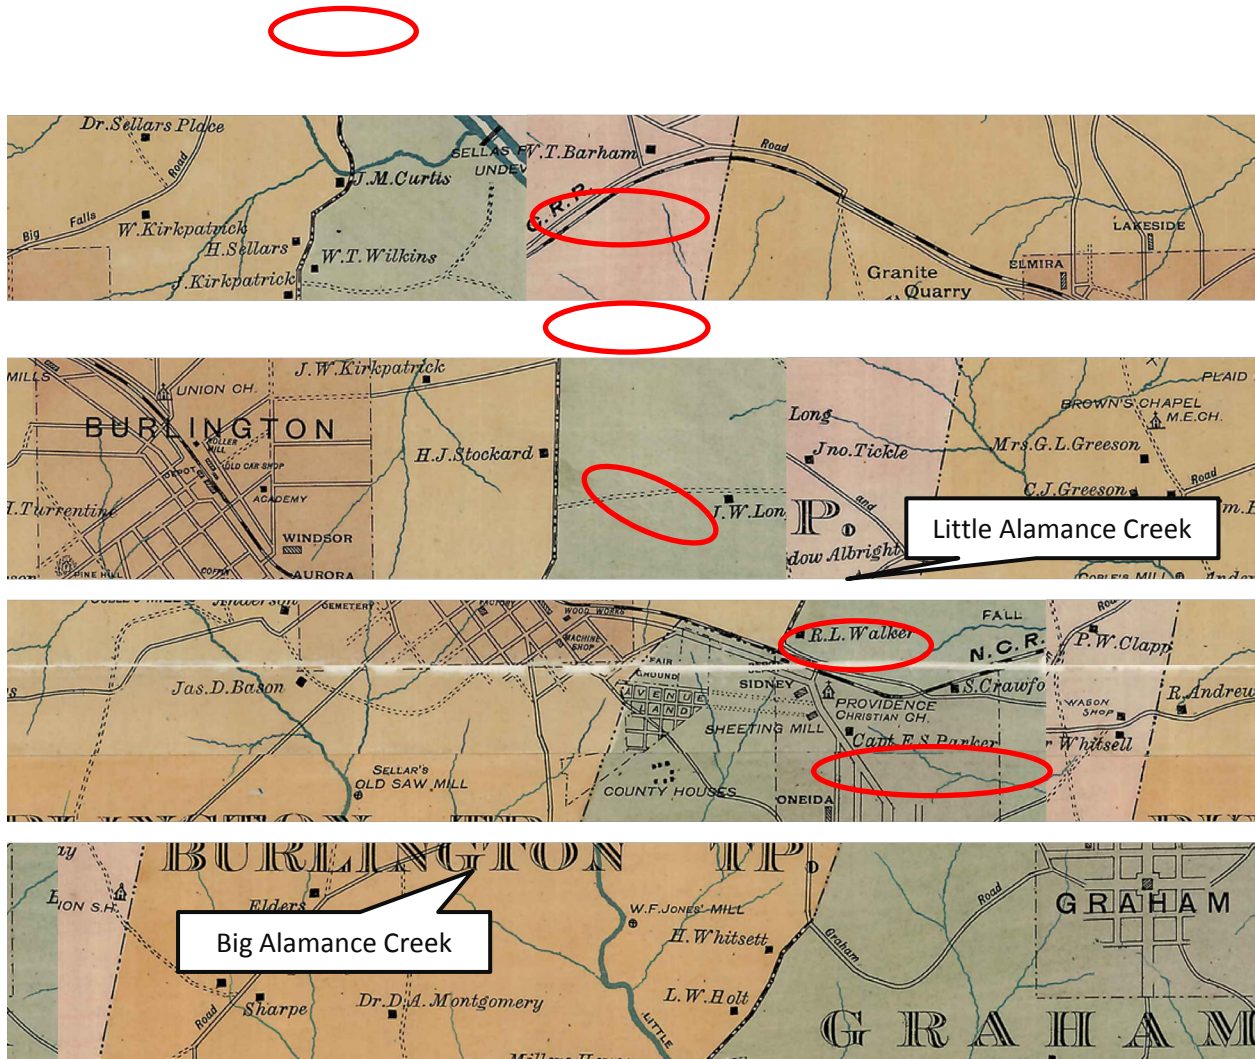 Dr. Sellars Place
Road
Big Falls
W. Kirkpatrick
H. Sellars
J. Kirkpatrick
J. M. Curtis
W. T. Wilkins
SELLAS
W. T. Barham
Road
Granite
Quarry
LAKESIDE
ELMIRA
MILLS
UNION CH.
J. W. Kirkpatrick
BURLINGTON
ROLLER
MILL
DEPOT
OLD CAR SHOP
ACADEMY
H. J. Stockard
WINDSOR
PINE HILL
AURORA
J. W. Lon
Long
Jno. Tickle
and
P.
dow Albright
PLAID
BROWN'S CHAPEL
M.E. CH.
Mrs. G. L. Greeson
C. J. Greeson
Road
Little Alamance Creek
Anderson
CEMETERY
FACTORY
WOOD WORKS
MACHINE
SHOP
Jas. D. Bason
SELLAR'S
OLD SAW MILL
FAIR
GROUND
AVENUE
LAND
R. L. Walker
FALL
N. C. R.
SIDNEY
S. Crawfo
PROVIDENCE
CHRISTIAN CH.
SHEETING MILL
Capt. E. S. Parker
COUNTY HOUSES
ONEIDA
P. W. Clapp
R. Andrew
WAGON
SHOP
r Whitsell
BURLINGTON TP.
ION S.H.
Elders
Big Alamance Creek
W. F. JONES' MILL
H. Whitsett
Sharpe
Road
Dr. D. A. Montgomery
L. W. Holt
LITTLE
Graham Road
GRAHAM
GRAHAM